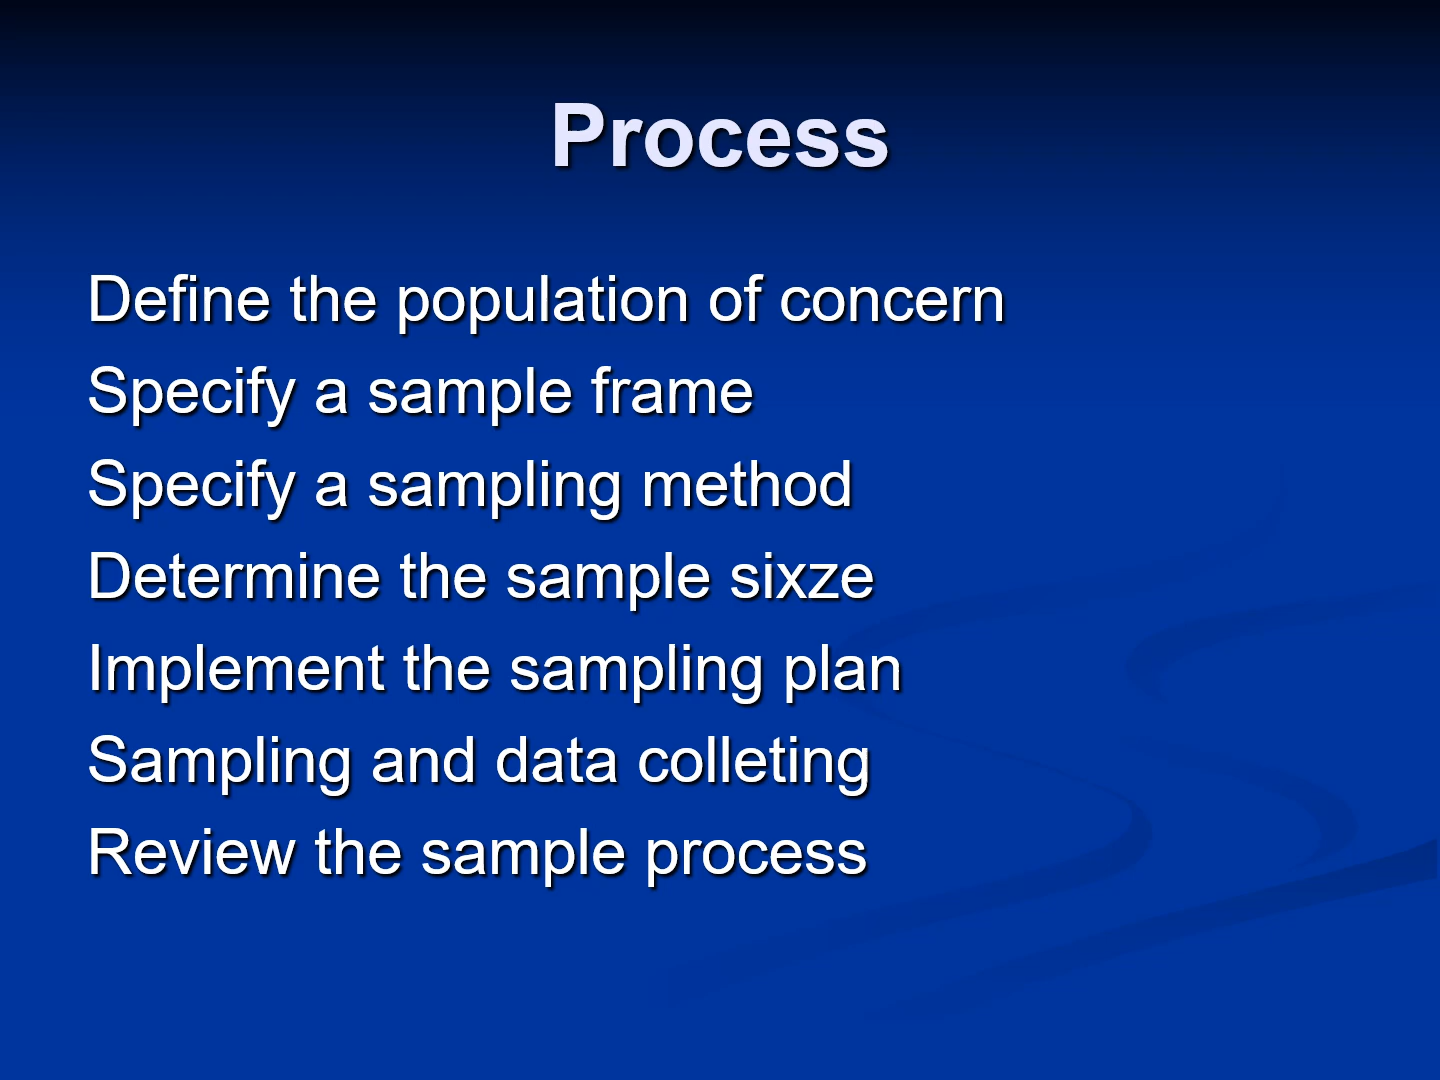 Process
Define the population of concern
Specify a sample frame
Specify a sampling method
Determine the sample sixze
Implement the sampling plan
Sampling and data colleting
Review the sample process